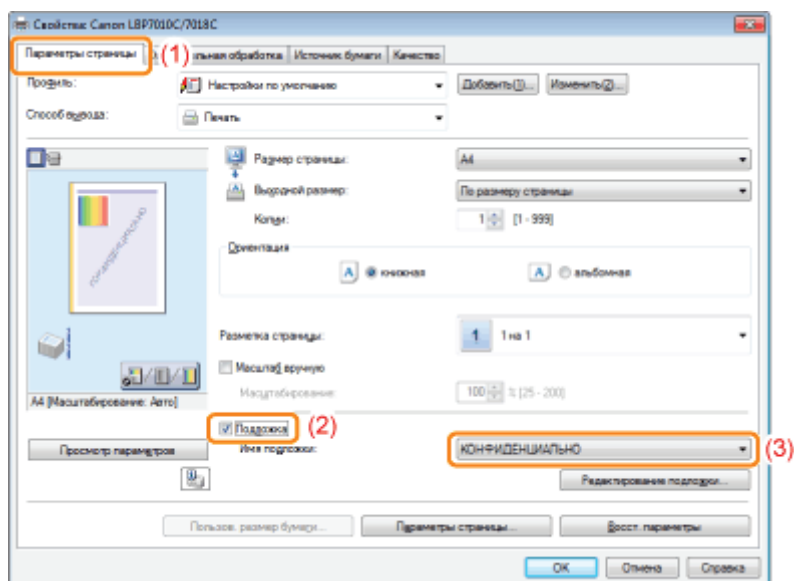 Свойства: Canon LBP7010C/7018C
Параметры страницы (1) льная обработка Источник бумаги Качество
Профиль: Настройки по умолчанию Добавить(1)... Изменить(2)...
Способ вывода: Печать
Размер страницы: A4
Выходной размер: По размеру страницы
Копии: 1 [1 - 999]
Ориентация
A книжная A альбомная
КОНФИДЕНЦИАЛЬНО
Разметка страницы: 1 1 на 1
Масштаб вручную
Масштабирование: 100 % [25 - 200]
A4 [Масштабирование: Авто]
Подложка (2)
Просмотр параметров Имя подложки: КОНФИДЕНЦИАЛЬНО (3)
Редактирование подложки...
Пользов. размер бумаги... Параметры страницы... Восст. параметры
OK Отмена Справка